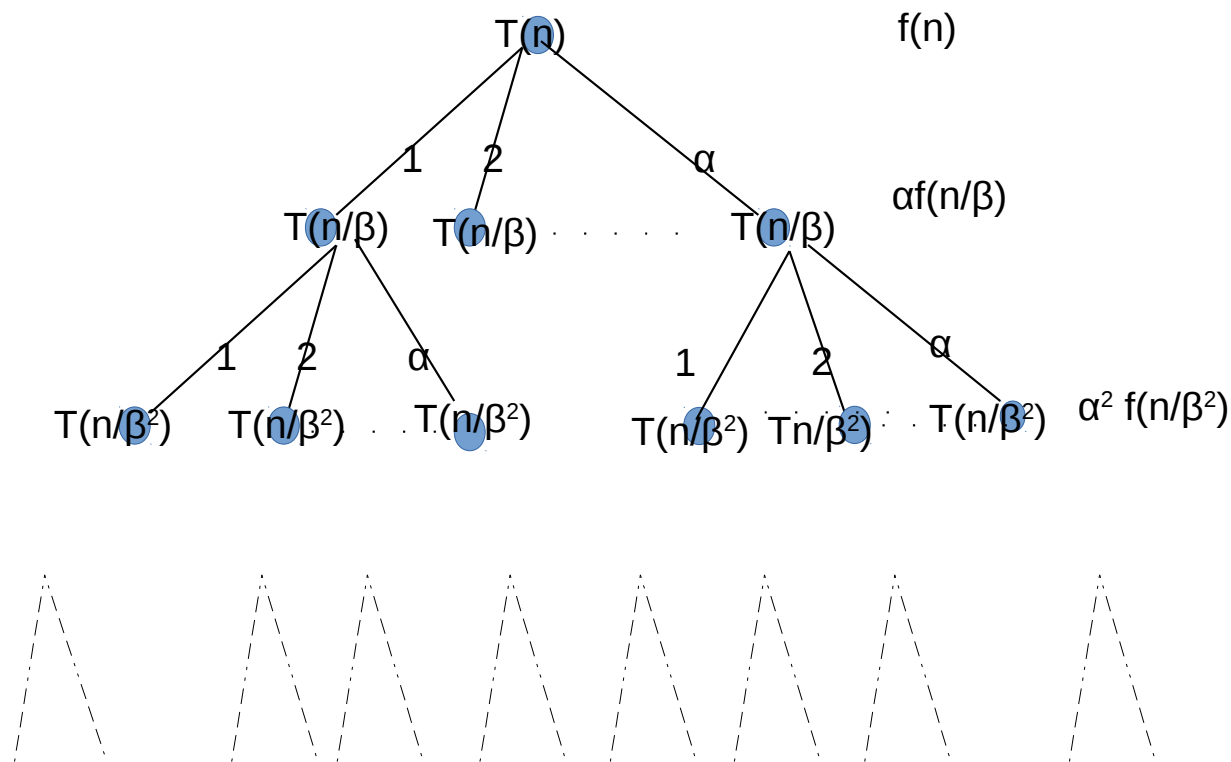 T(n) f(n)
1 2 α
T(n/β) T(n/β) . . . . . T(n/β) αf(n/β)
1 2 α 1 2 α
T(n/β²) T(n/β²) . . . T(n/β²) T(n/β²) Tn/β²) . . . T(n/β²) α² f(n/β²)